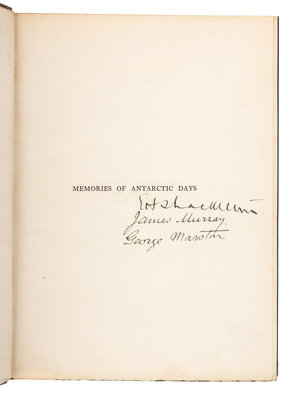 MEMORIES OF ANTARCTIC DAYS
EHShackleton
James Murray
George Marston